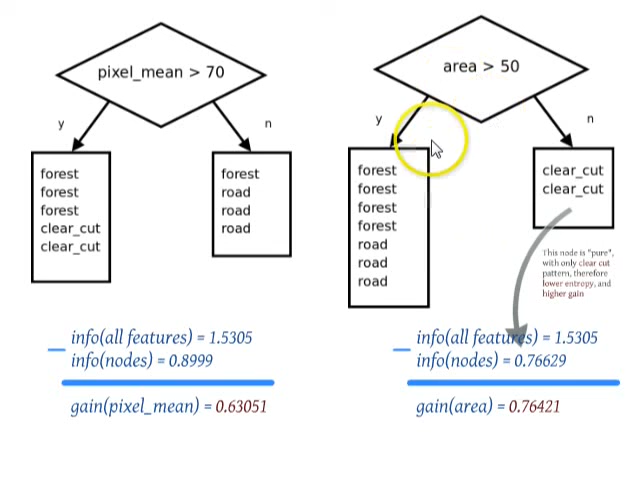 pixel_mean > 70
y
n
forest
forest
forest
clear_cut
clear_cut
forest
road
road
road
info(all features) = 1.5305
info(nodes) = 0.8999
gain(pixel_mean) = 0.63051
area > 50
y
n
forest
forest
forest
forest
road
road
road
clear_cut
clear_cut
This node is "pure",
with only clear cut
pattern, therefore
lower entropy, and
higher gain
info(all features) = 1.5305
info(nodes) = 0.76629
gain(area) = 0.76421